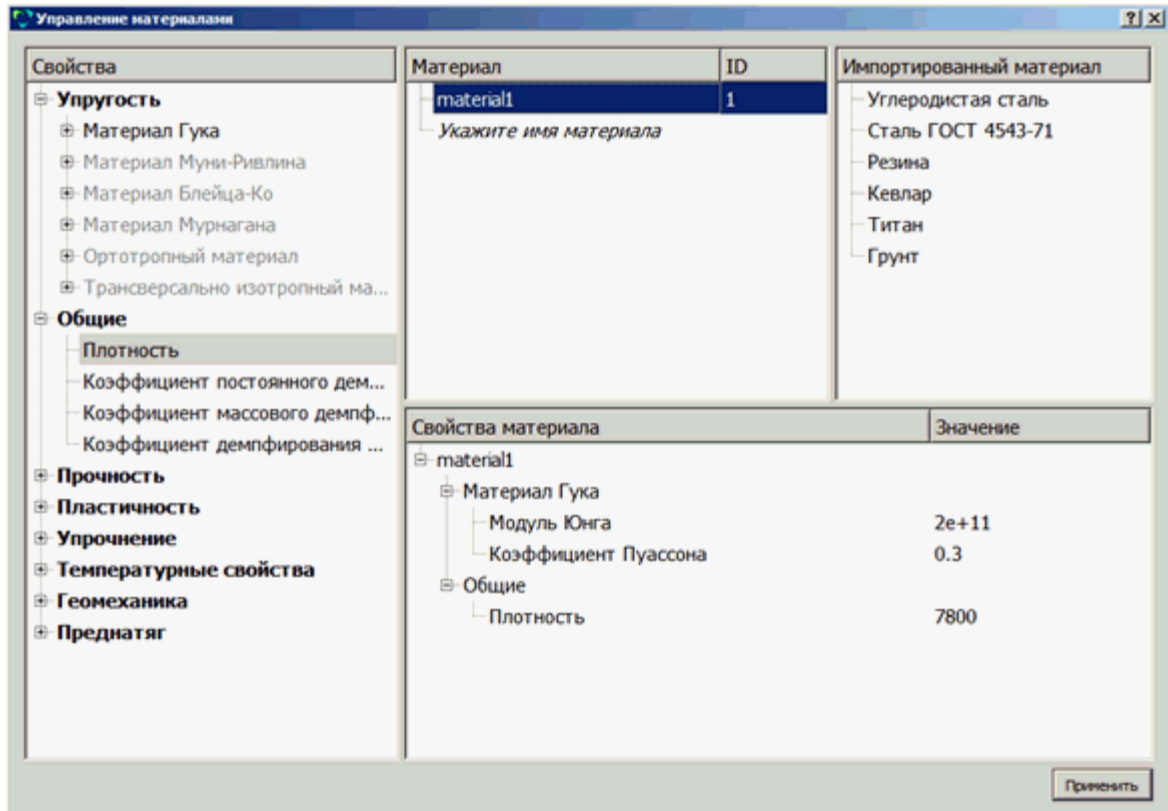 Управление материалами
Свойства
Упругость
Материал Гука
Материал Муни-Ривлина
Материал Блейца-Ко
Материал Мурнагана
Ортотропный материал
Трансверсально изотропный ма...
Общие
Плотность
Коэффициент постоянного дем...
Коэффициент массового демпф...
Коэффициент демпфирования ...
Прочность
Пластичность
Упрочнение
Температурные свойства
Геомеханика
Преднатяг
Материал ID
material1 1
Укажите имя материала
Импортированный материал
Углеродистая сталь
Сталь ГОСТ 4543-71
Резина
Кевлар
Титан
Грунт
Свойства материала Значение
material1
Материал Гука
Модуль Юнга 2e+11
Коэффициент Пуассона 0.3
Общие
Плотность 7800
Применить